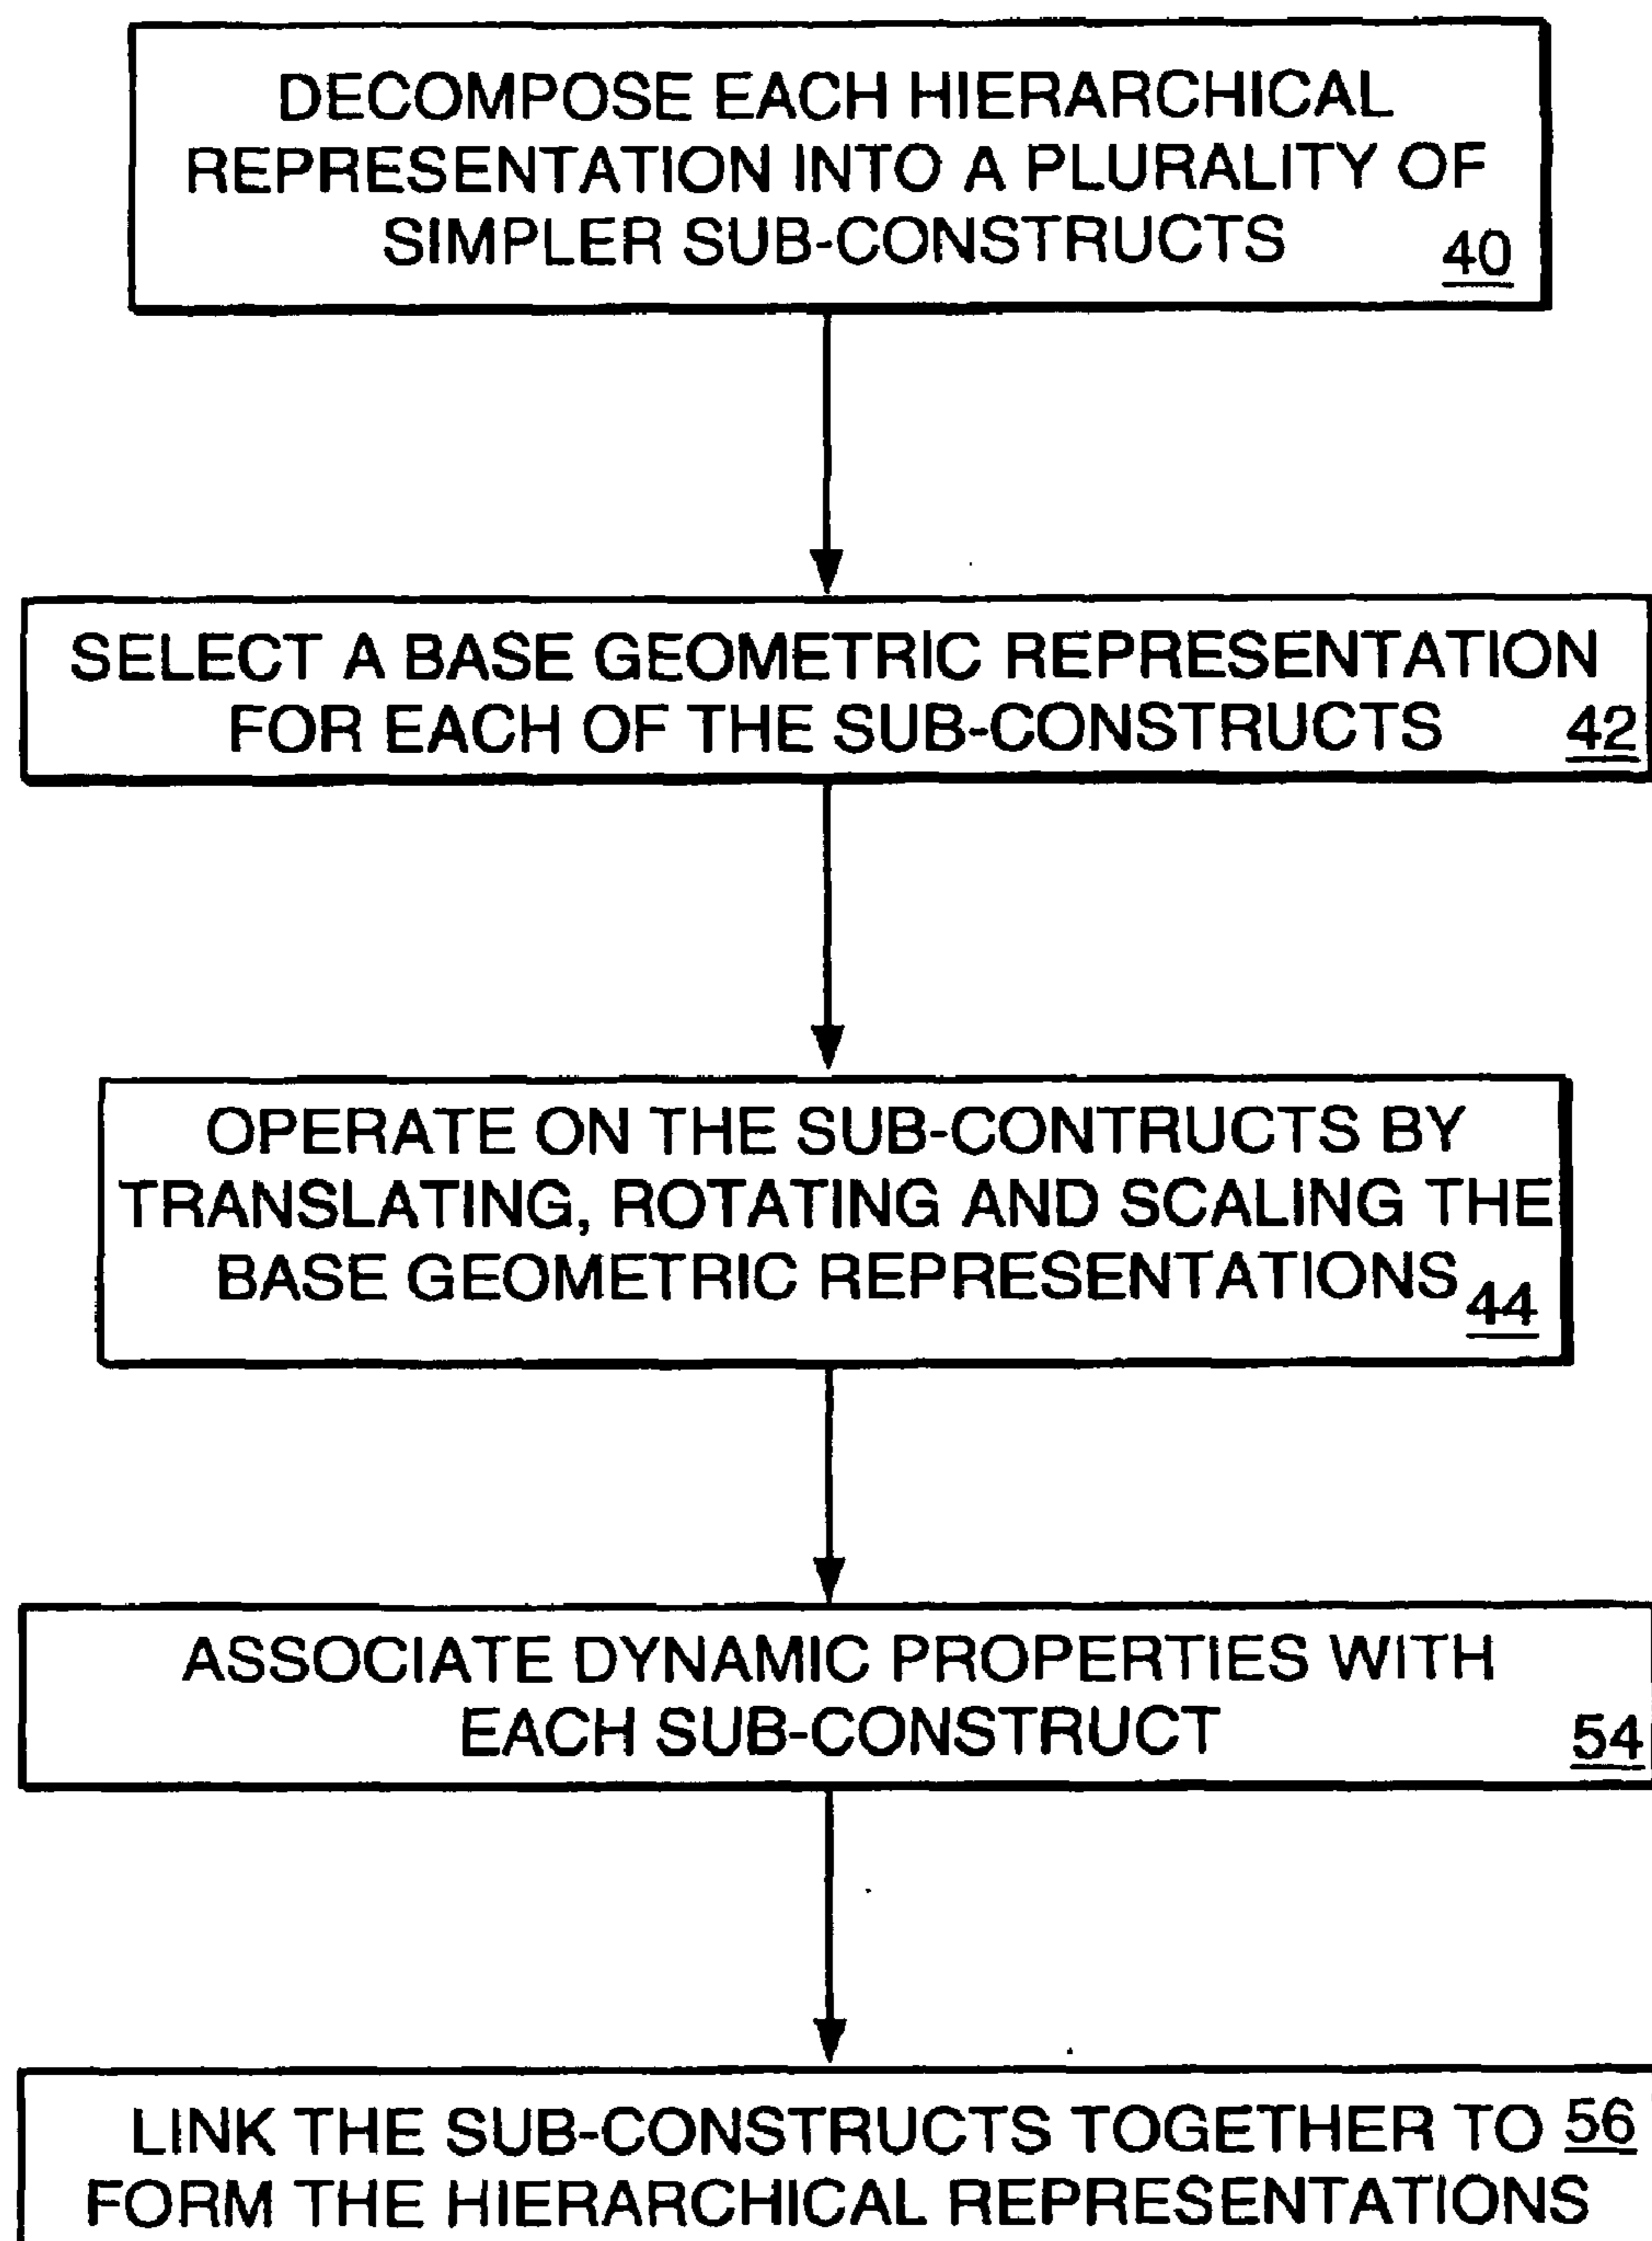 DECOMPOSE EACH HIERARCHICAL
REPRESENTATION INTO A PLURALITY OF
SIMPLER SUB-CONSTRUCTS 40
SELECT A BASE GEOMETRIC REPRESENTATION
FOR EACH OF THE SUB-CONSTRUCTS 42
OPERATE ON THE SUB-CONTRUCTS BY
TRANSLATING, ROTATING AND SCALING THE
BASE GEOMETRIC REPRESENTATIONS 44
ASSOCIATE DYNAMIC PROPERTIES WITH
EACH SUB-CONSTRUCT 54
LINK THE SUB-CONSTRUCTS TOGETHER TO 56
FORM THE HIERARCHICAL REPRESENTATIONS